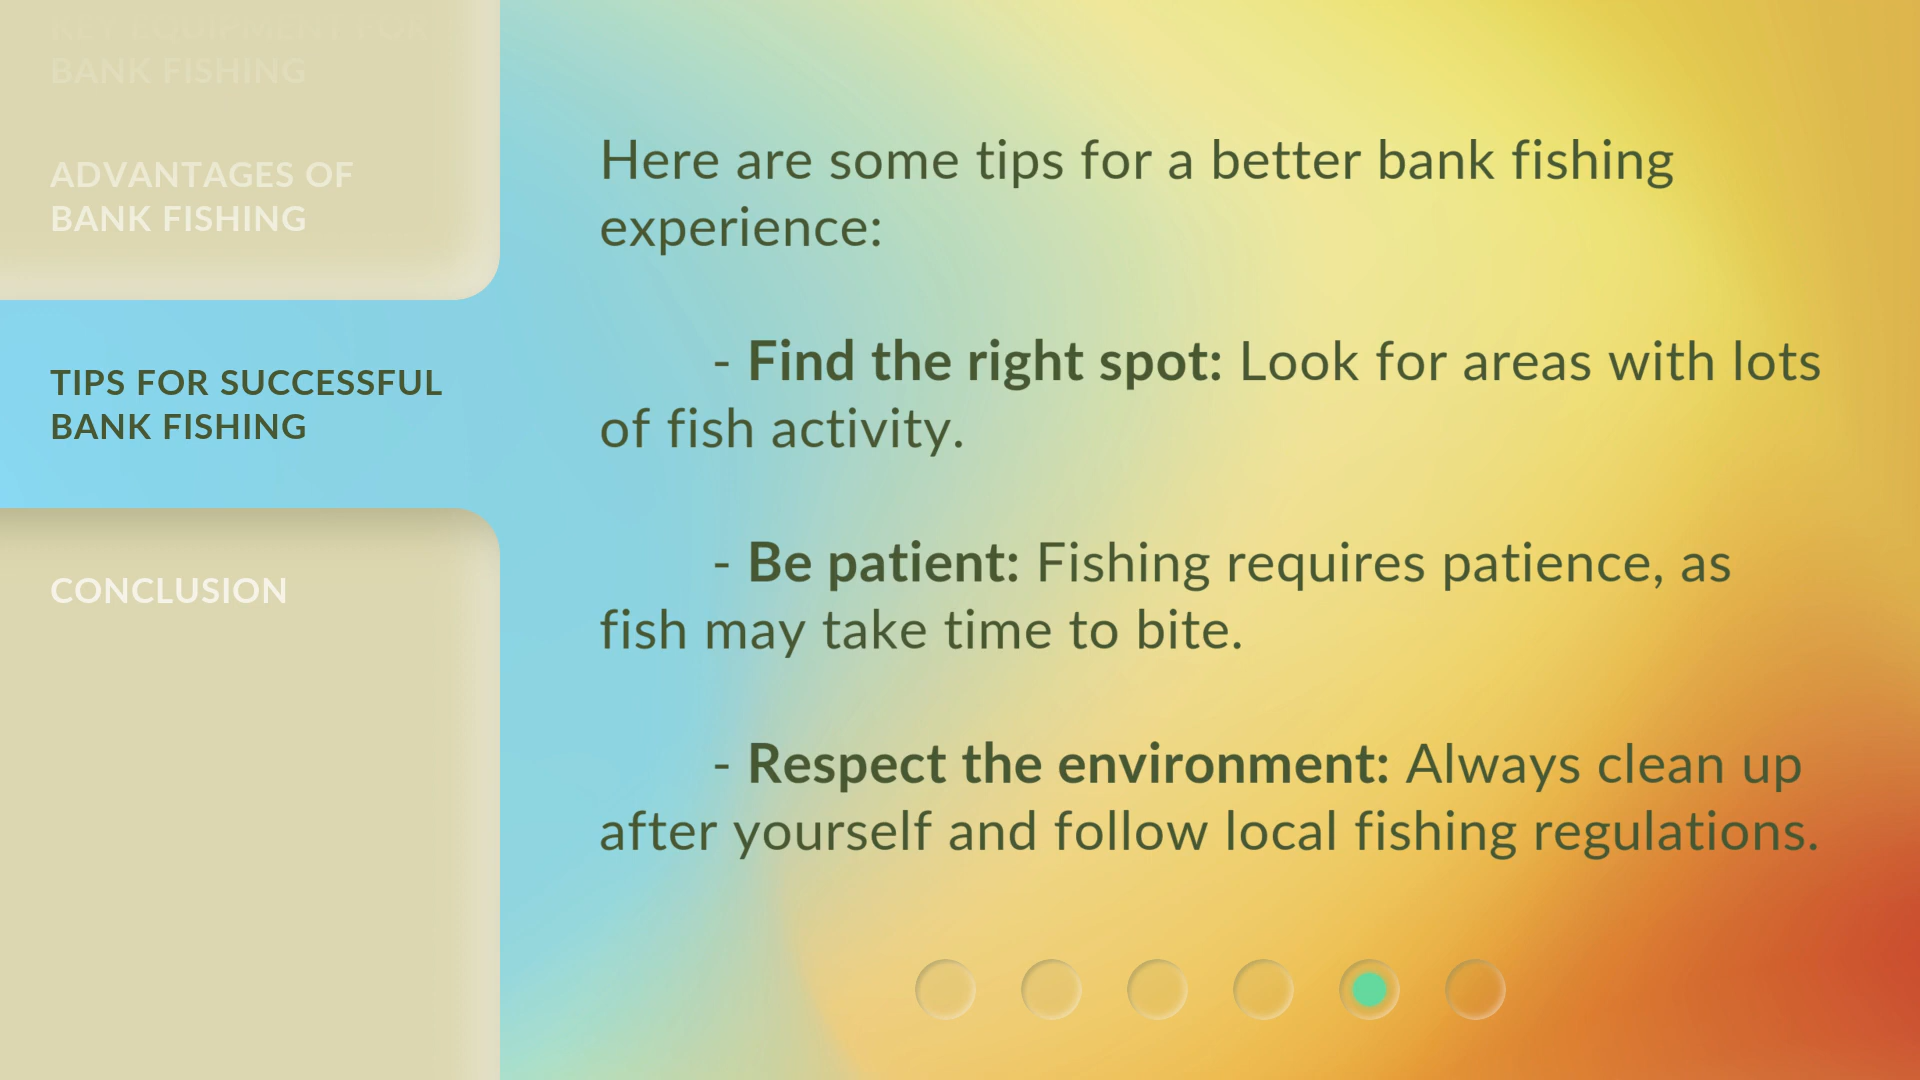 KEY EQUIPMENT FOR
BANK FISHING
ADVANTAGES OF
BANK FISHING
TIPS FOR SUCCESSFUL
BANK FISHING
CONCLUSION
Here are some tips for a better bank fishing
experience:
- Find the right spot: Look for areas with lots
of fish activity.
- Be patient: Fishing requires patience, as
fish may take time to bite.
- Respect the environment: Always clean up
after yourself and follow local fishing regulations.